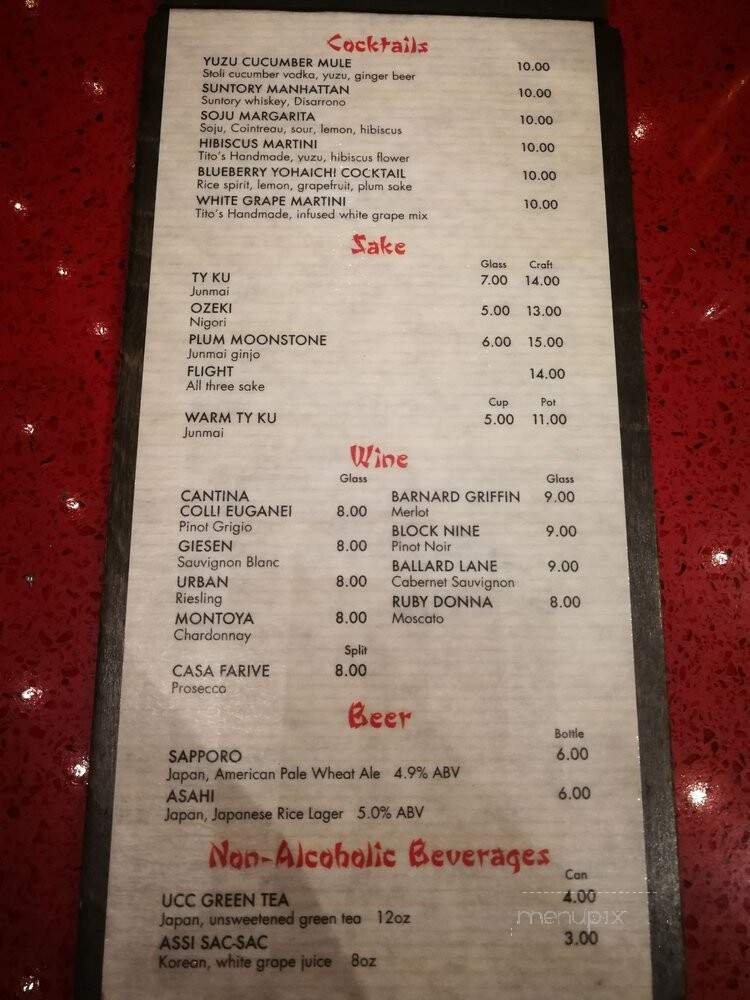 Cocktails
YUZU CUCUMBER MULE 10.00
Stoli cucumber vodka, yuzu, ginger beer
SUNTORY MANHATTAN 10.00
Suntory whiskey, Disarrono
SOJU MARGARITA 10.00
Soju, Cointreau, sour, lemon, hibiscus
HIBISCUS MARTINI 10.00
Tito's Handmade, yuzu, hibiscus flower
BLUEBERRY YOHAICHI COCKTAIL 10.00
Rice spirit, lemon, grapefruit, plum sake
WHITE GRAPE MARTINI 10.00
Tito's Handmade, infused white grape mix
Sake
Glass Craft
TY KU 7.00 14.00
Junmai
OZEKI 5.00 13.00
Nigori
PLUM MOONSTONE 6.00 15.00
Junmai ginjo
FLIGHT 14.00
All three sake
Cup Pot
WARM TY KU 5.00 11.00
Junmai
Wine
Glass
CANTINA
COLLI EUGANEI 8.00
Pinot Grigio
GIESEN 8.00
Sauvignon Blanc
URBAN 8.00
Riesling
MONTOYA 8.00
Chardonnay
Split
CASA FARIVE 8.00
Prosecco
Glass
BARNARD GRIFFIN 9.00
Merlot
BLOCK NINE 9.00
Pinot Noir
BALLARD LANE 9.00
Cabernet Sauvignon
RUBY DONNA 8.00
Moscato
Beer
Bottle
SAPPORO 6.00
Japan, American Pale Wheat Ale 4.9% ABV
ASAHI 6.00
Japan, Japanese Rice Lager 5.0% ABV
Non-Alcoholic Beverages
Can
UCC GREEN TEA 4.00
Japan, unsweetened green tea 12oz
menupix
ASSI SAC-SAC 3.00
Korean, white grape juice 8oz